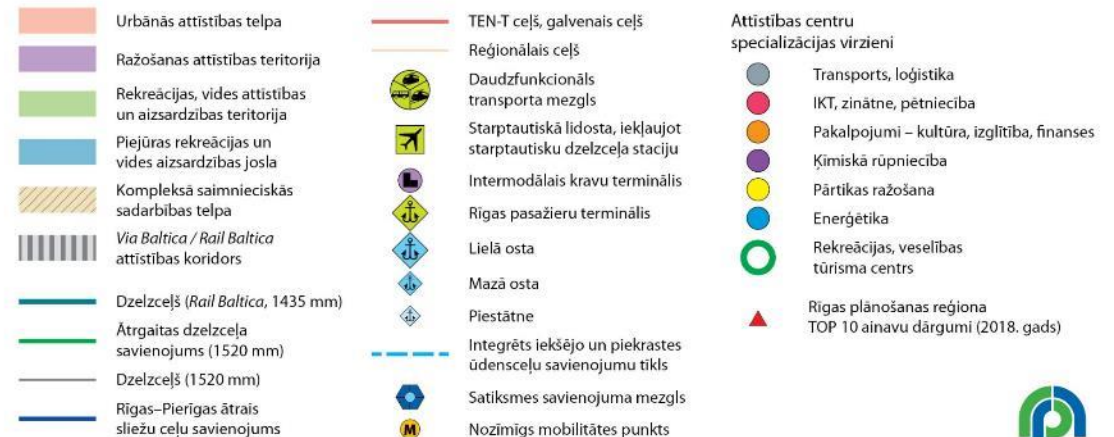 Urbānās attīstības telpa
Ražošanas attīstības teritorija
Rekreācijas, vides attīstības
un aizsardzības teritorija
Piejūras rekreācijas un
vides aizsardzības josla
Kompleksā saimnieciskās
sadarbības telpa
Via Baltica / Rail Baltica
attīstības koridors
Dzelzceļš (Rail Baltica, 1435 mm)
Ātrgaitas dzelzceļa
savienojums (1520 mm)
Dzelzceļš (1520 mm)
Rīgas–Pierīgas ātrais
sliežu ceļu savienojums
TEN-T ceļš, galvenais ceļš
Reģionālais ceļš
Daudzfunkcionāls
transporta mezgls
Starptautiskā lidosta, iekļaujot
starptautisku dzelzceļa staciju
Intermodālais kravu terminālis
Rīgas pasažieru terminālis
Lielā osta
Mazā osta
Piestātne
Integrēts iekšējo un piekrastes
ūdensceļu savienojumu tīkls
Satiksmes savienojuma mezgls
M
Nozīmīgs mobilitātes punkts
Attīstības centru
specializācijas virzieni
Transports, loģistika
IKT, zinātne, pētniecība
Pakalpojumi – kultūra, izglītība, finanses
Ķīmiskā rūpniecība
Pārtikas ražošana
Enerģētika
Rekreācijas, veselības
tūrisma centrs
Rīgas plānošanas reģiona
TOP 10 ainavu dārgumi (2018. gads)